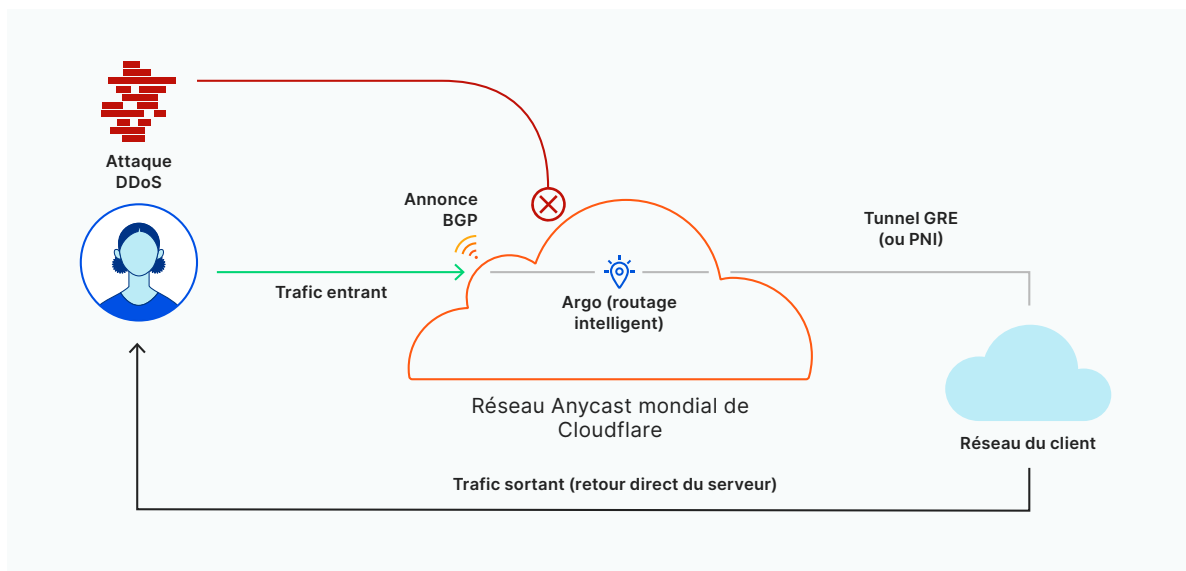 Attaque
DDoS
Annonce
BGP
Trafic entrant
Argo (routage
intelligent)
Tunnel GRE
(ou PNI)
Réseau Anycast mondial de
Cloudflare
Réseau du client
Trafic sortant (retour direct du serveur)